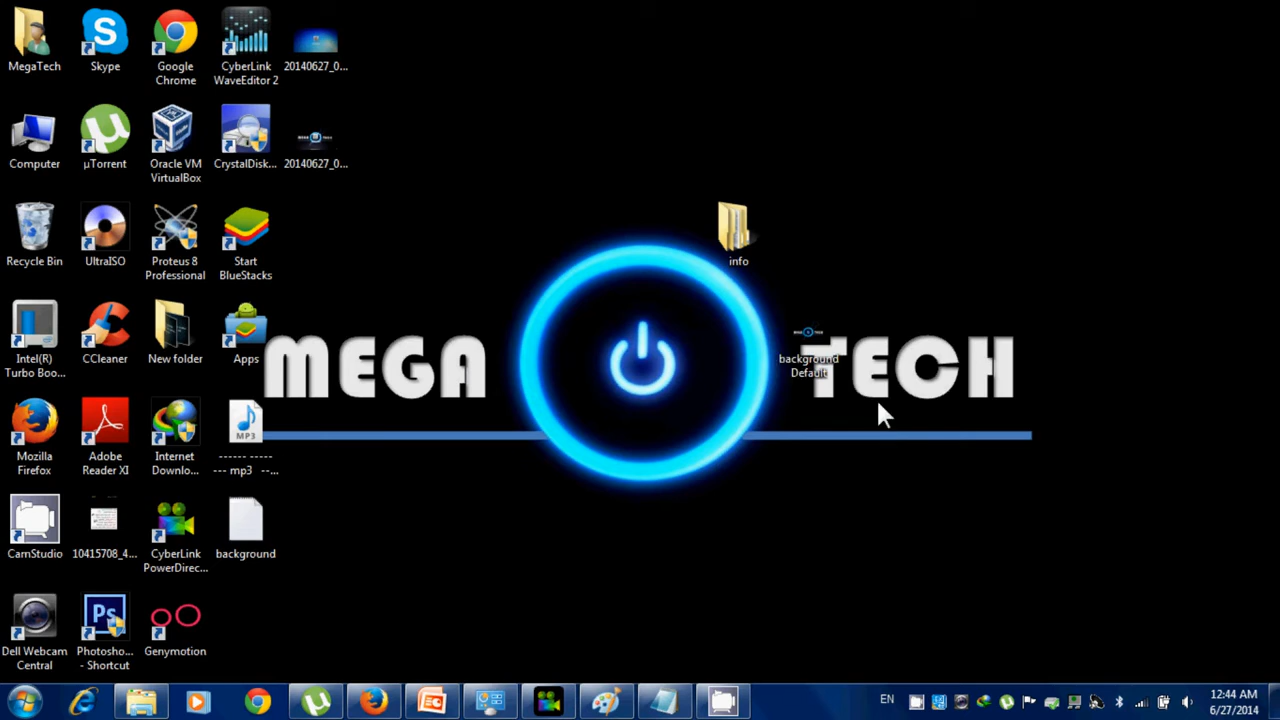 MegaTech
Skype
Google
Chrome
CyberLink
WaveEditor 2
20140627_0...
Computer
µTorrent
Oracle VM
VirtualBox
CrystalDisk...
20140627_0...
Recycle Bin
UltraISO
Proteus 8
Professional
Start
BlueStacks
info
Intel(R)
Turbo Boo...
CCleaner
New folder
Apps
background
Default
MEGA TECH
Mozilla
Firefox
Adobe
Reader XI
Internet
Downlo...
MP3
------ -----
--- mp3 --...
CamStudio
10415708_4...
CyberLink
PowerDirec...
background
Dell Webcam
Central
Ps
Photosho...
- Shortcut
Genymotion
EN
12:44 AM
6/27/2014